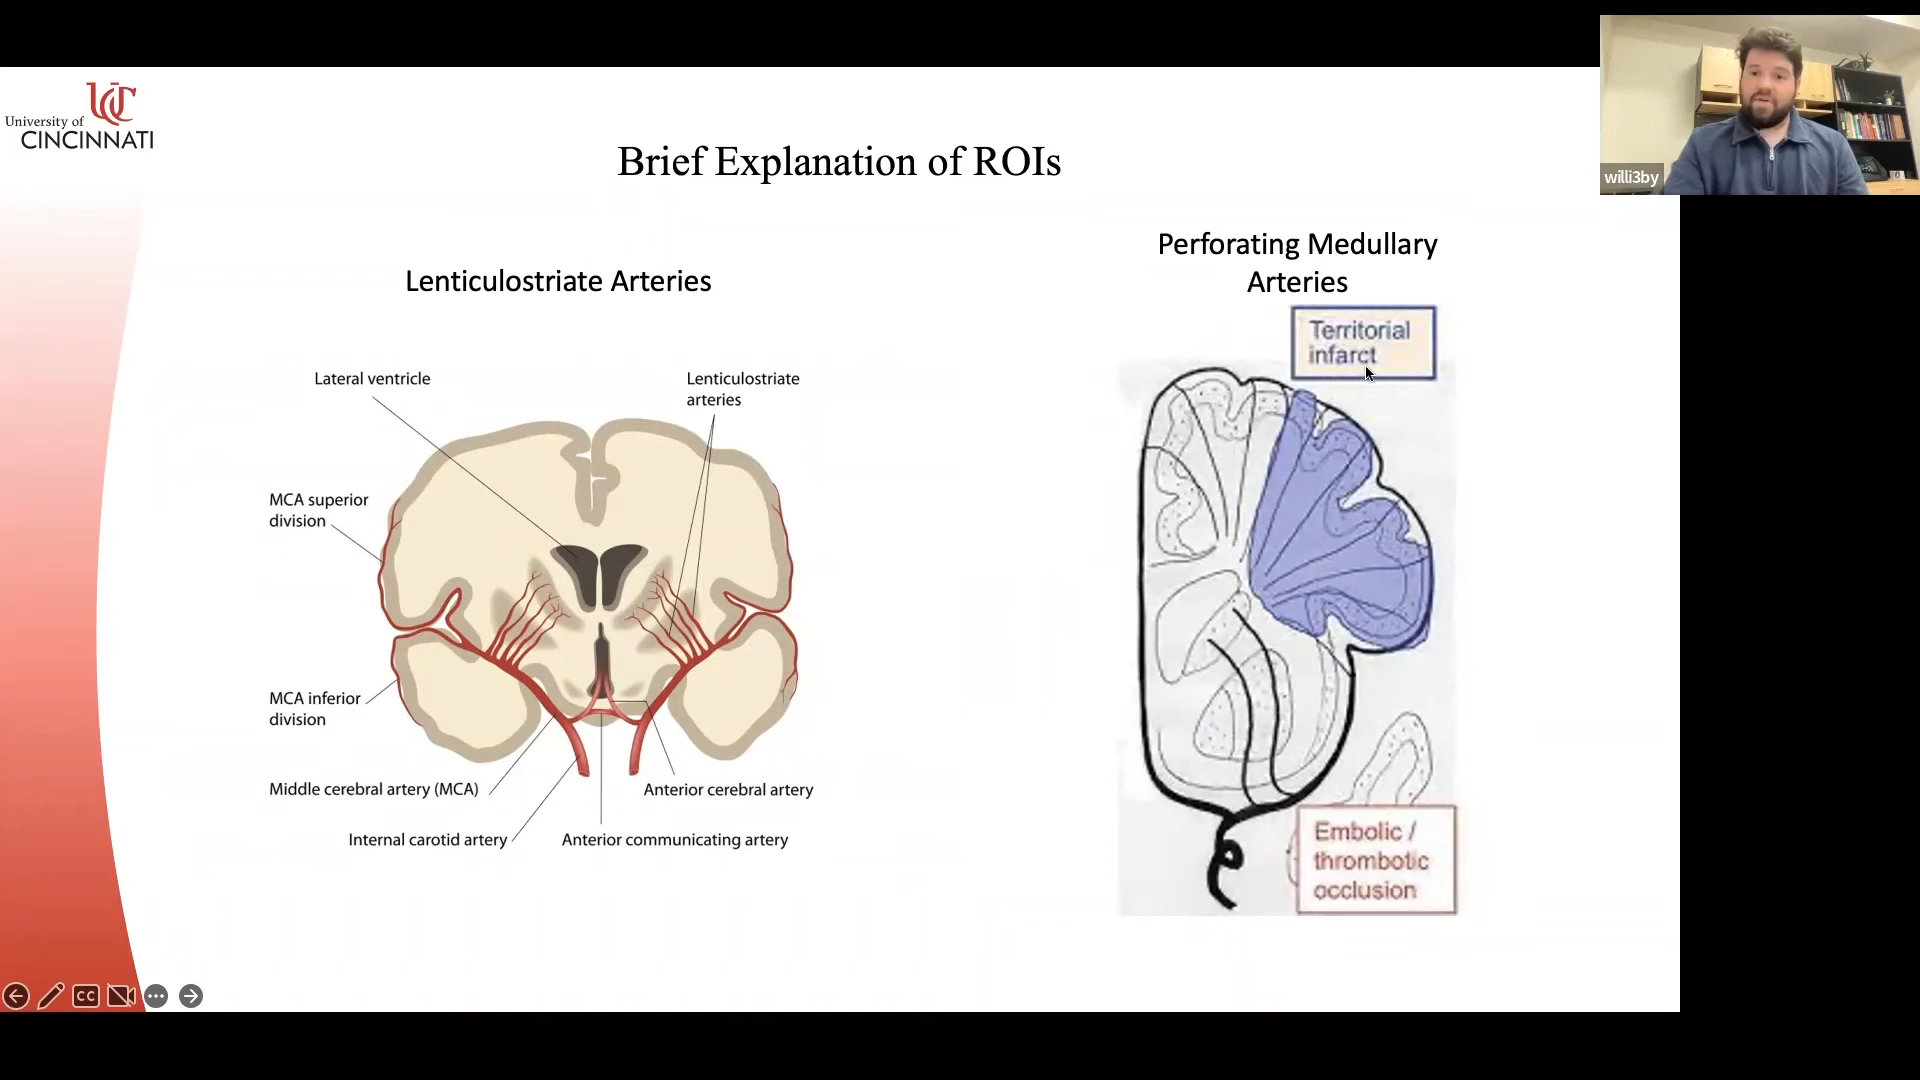 University of
CINCINNATI
Brief Explanation of ROIs
willi3by
Lenticulostriate Arteries
Lateral ventricle
Lenticulostriate
arteries
MCA superior
division
MCA inferior
division
Middle cerebral artery (MCA)
Anterior cerebral artery
Internal carotid artery
Anterior communicating artery
Perforating Medullary
Arteries
Territorial
infarct
Embolic /
thrombotic
occlusion
CC